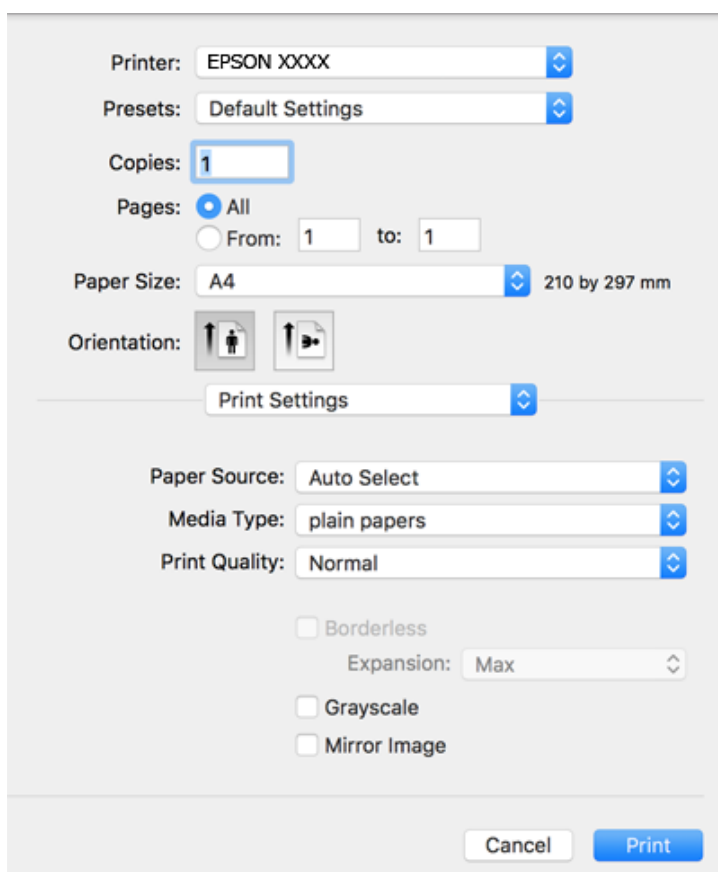 Printer: EPSON XXXX
Presets: Default Settings
Copies: 1
Pages: All
From: 1 to: 1
Paper Size: A4 210 by 297 mm
Orientation:
Print Settings
Paper Source: Auto Select
Media Type: plain papers
Print Quality: Normal
Borderless
Expansion: Max
Grayscale
Mirror Image
Cancel Print